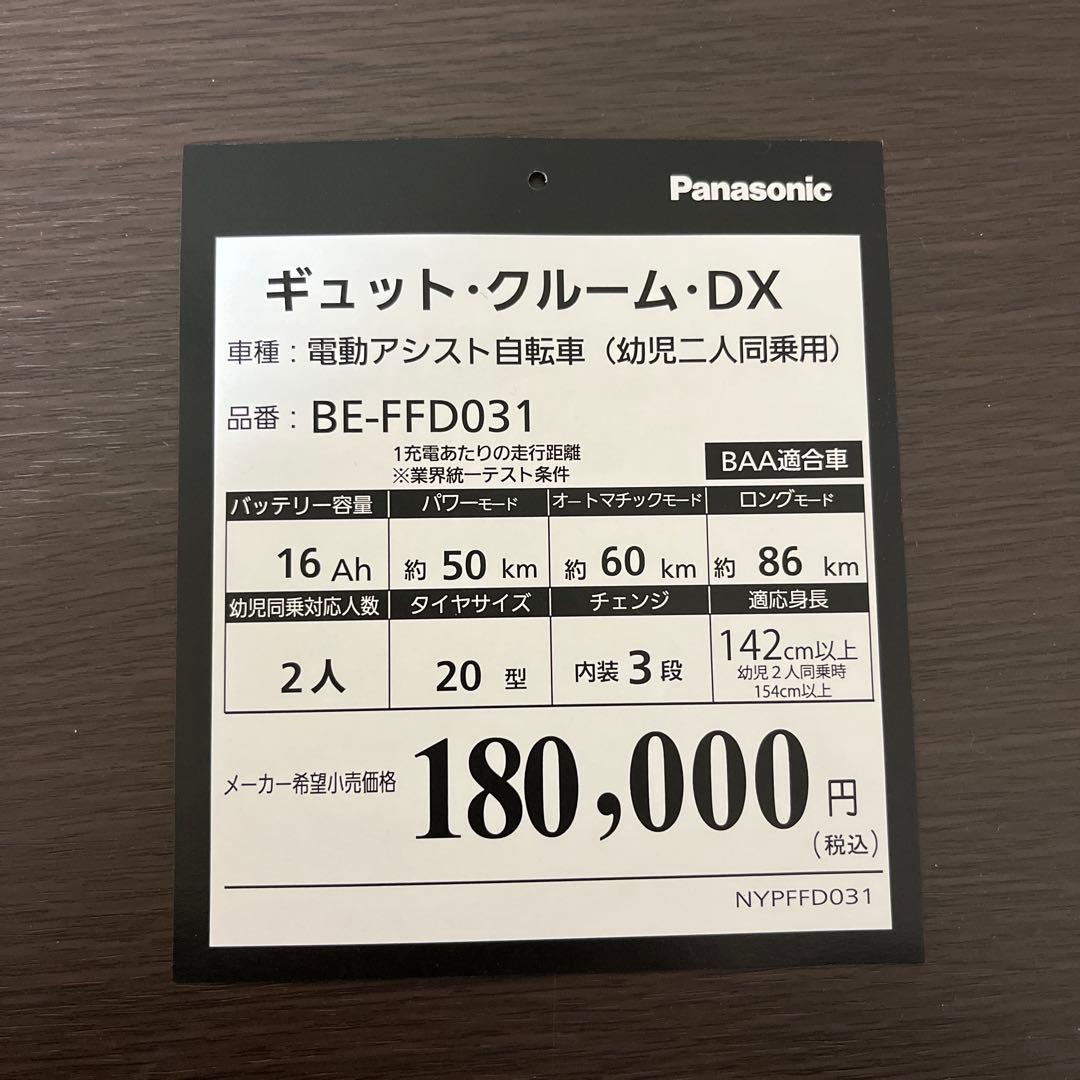 Panasonic
ギュット・クルーム・DX
車種：電動アシスト自転車（幼児二人同乗用）
品番：BE-FFD031
1充電あたりの走行距離
※業界統一テスト条件
BAA適合車
バッテリー容量 パワーモード オートマチックモード ロングモード
16 Ah 約 50 km 約 60 km 約 86 km
幼児同乗対応人数 タイヤサイズ チェンジ 適応身長
2人 20 型 内装 3 段 142cm以上
幼児2人同乗時
154cm以上
メーカー希望小売価格 180,000 円
（税込）
NYPFFD031